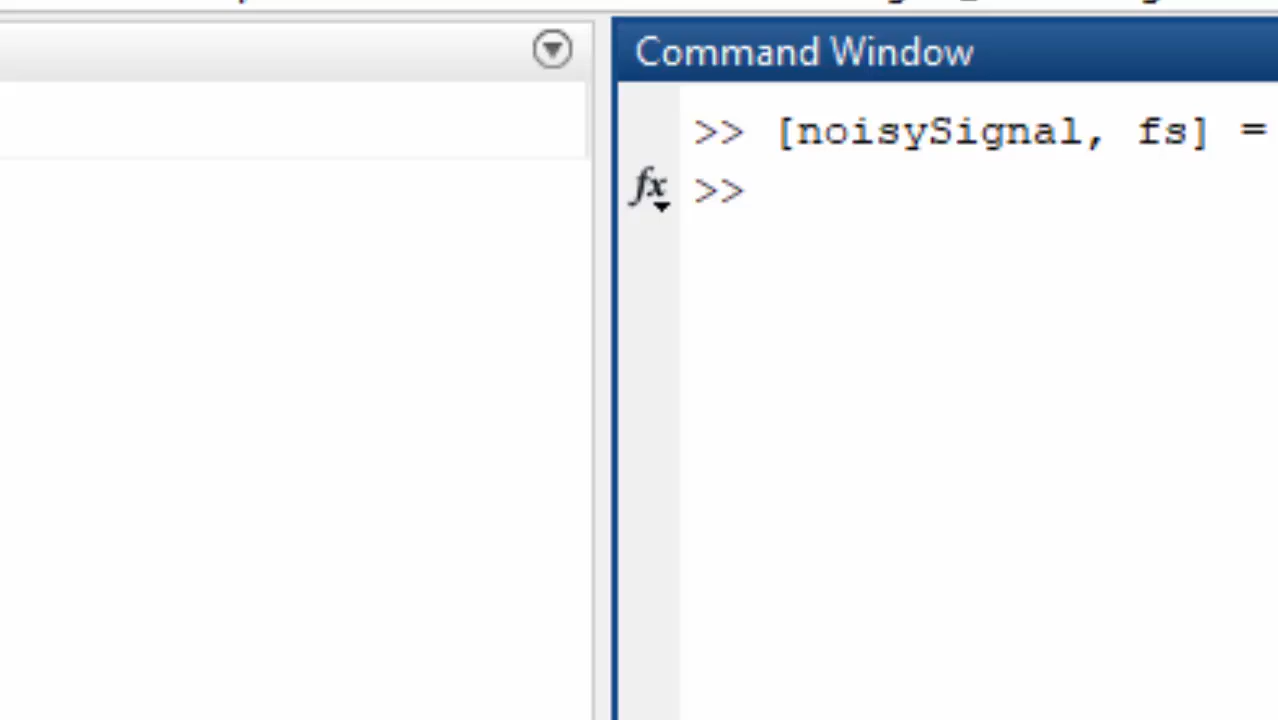 Command Window
>> [noisySignal, fs] =
fx >>